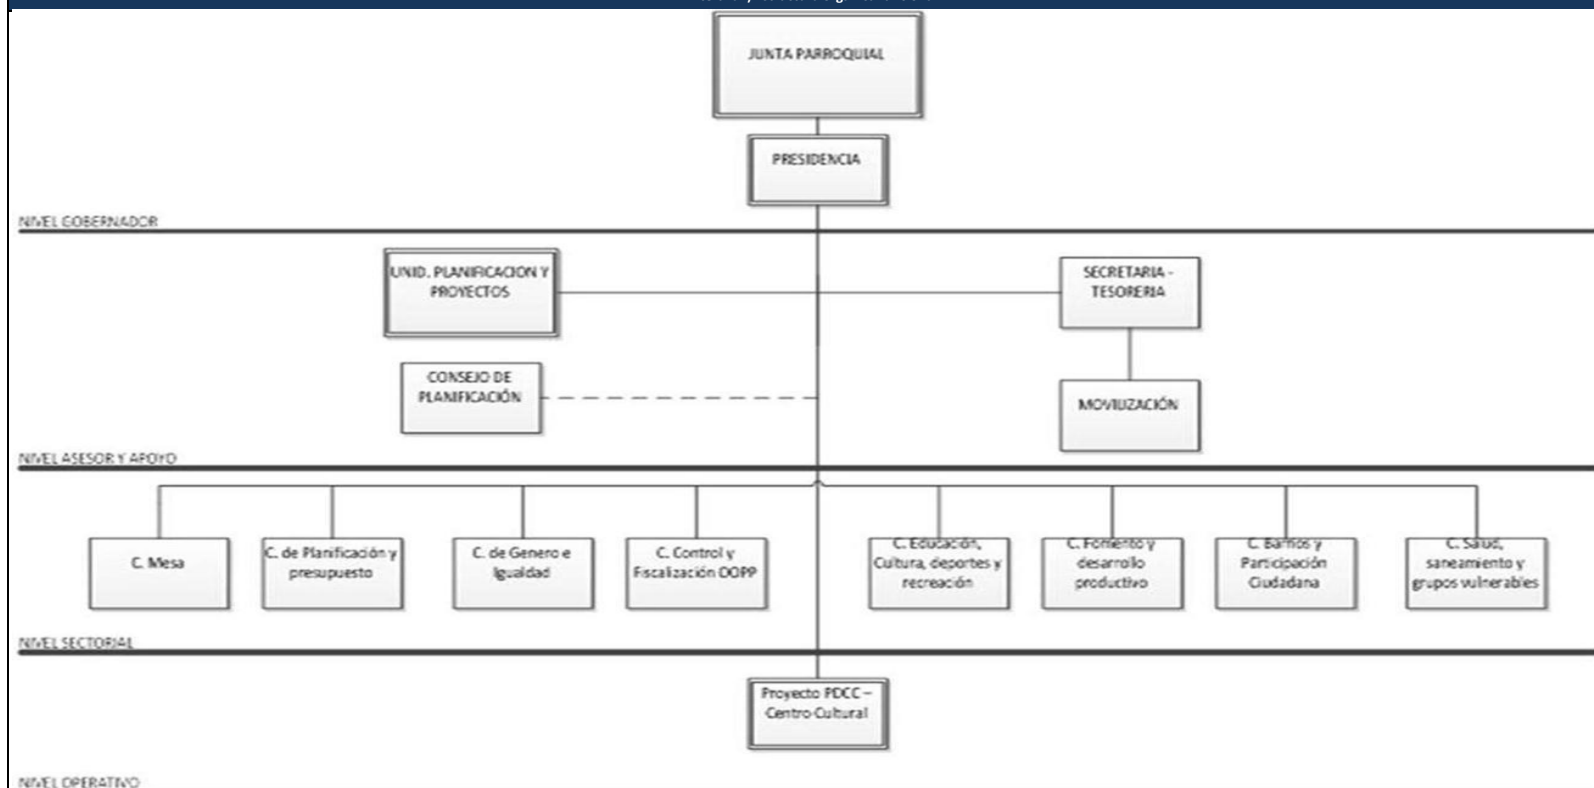 JUNTA PARROQUIAL
PRESIDENCIA
NIVEL GOBERNADOR
UNID. PLANIFICACION Y
PROYECTOS
SECRETARIA -
TESORERIA
CONSEJO DE
PLANIFICACIÓN
MOVILIZACIÓN
NIVEL ASESOR Y APOYO
C. Mesa
C. de Planificación y
presupuesto
C. de Genero e
Igualdad
C. Control y
Fiscalización OOPP
C. Educación,
Cultura, deportes y
recreación
C. Fomento y
desarrollo
productivo
C. Barrios y
Participación
Ciudadana
C. Salud,
saneamiento y
grupos vulnerables
NIVEL SECTORIAL
Proyecto PDCC –
Centro Cultural
NIVEL OPERATIVO